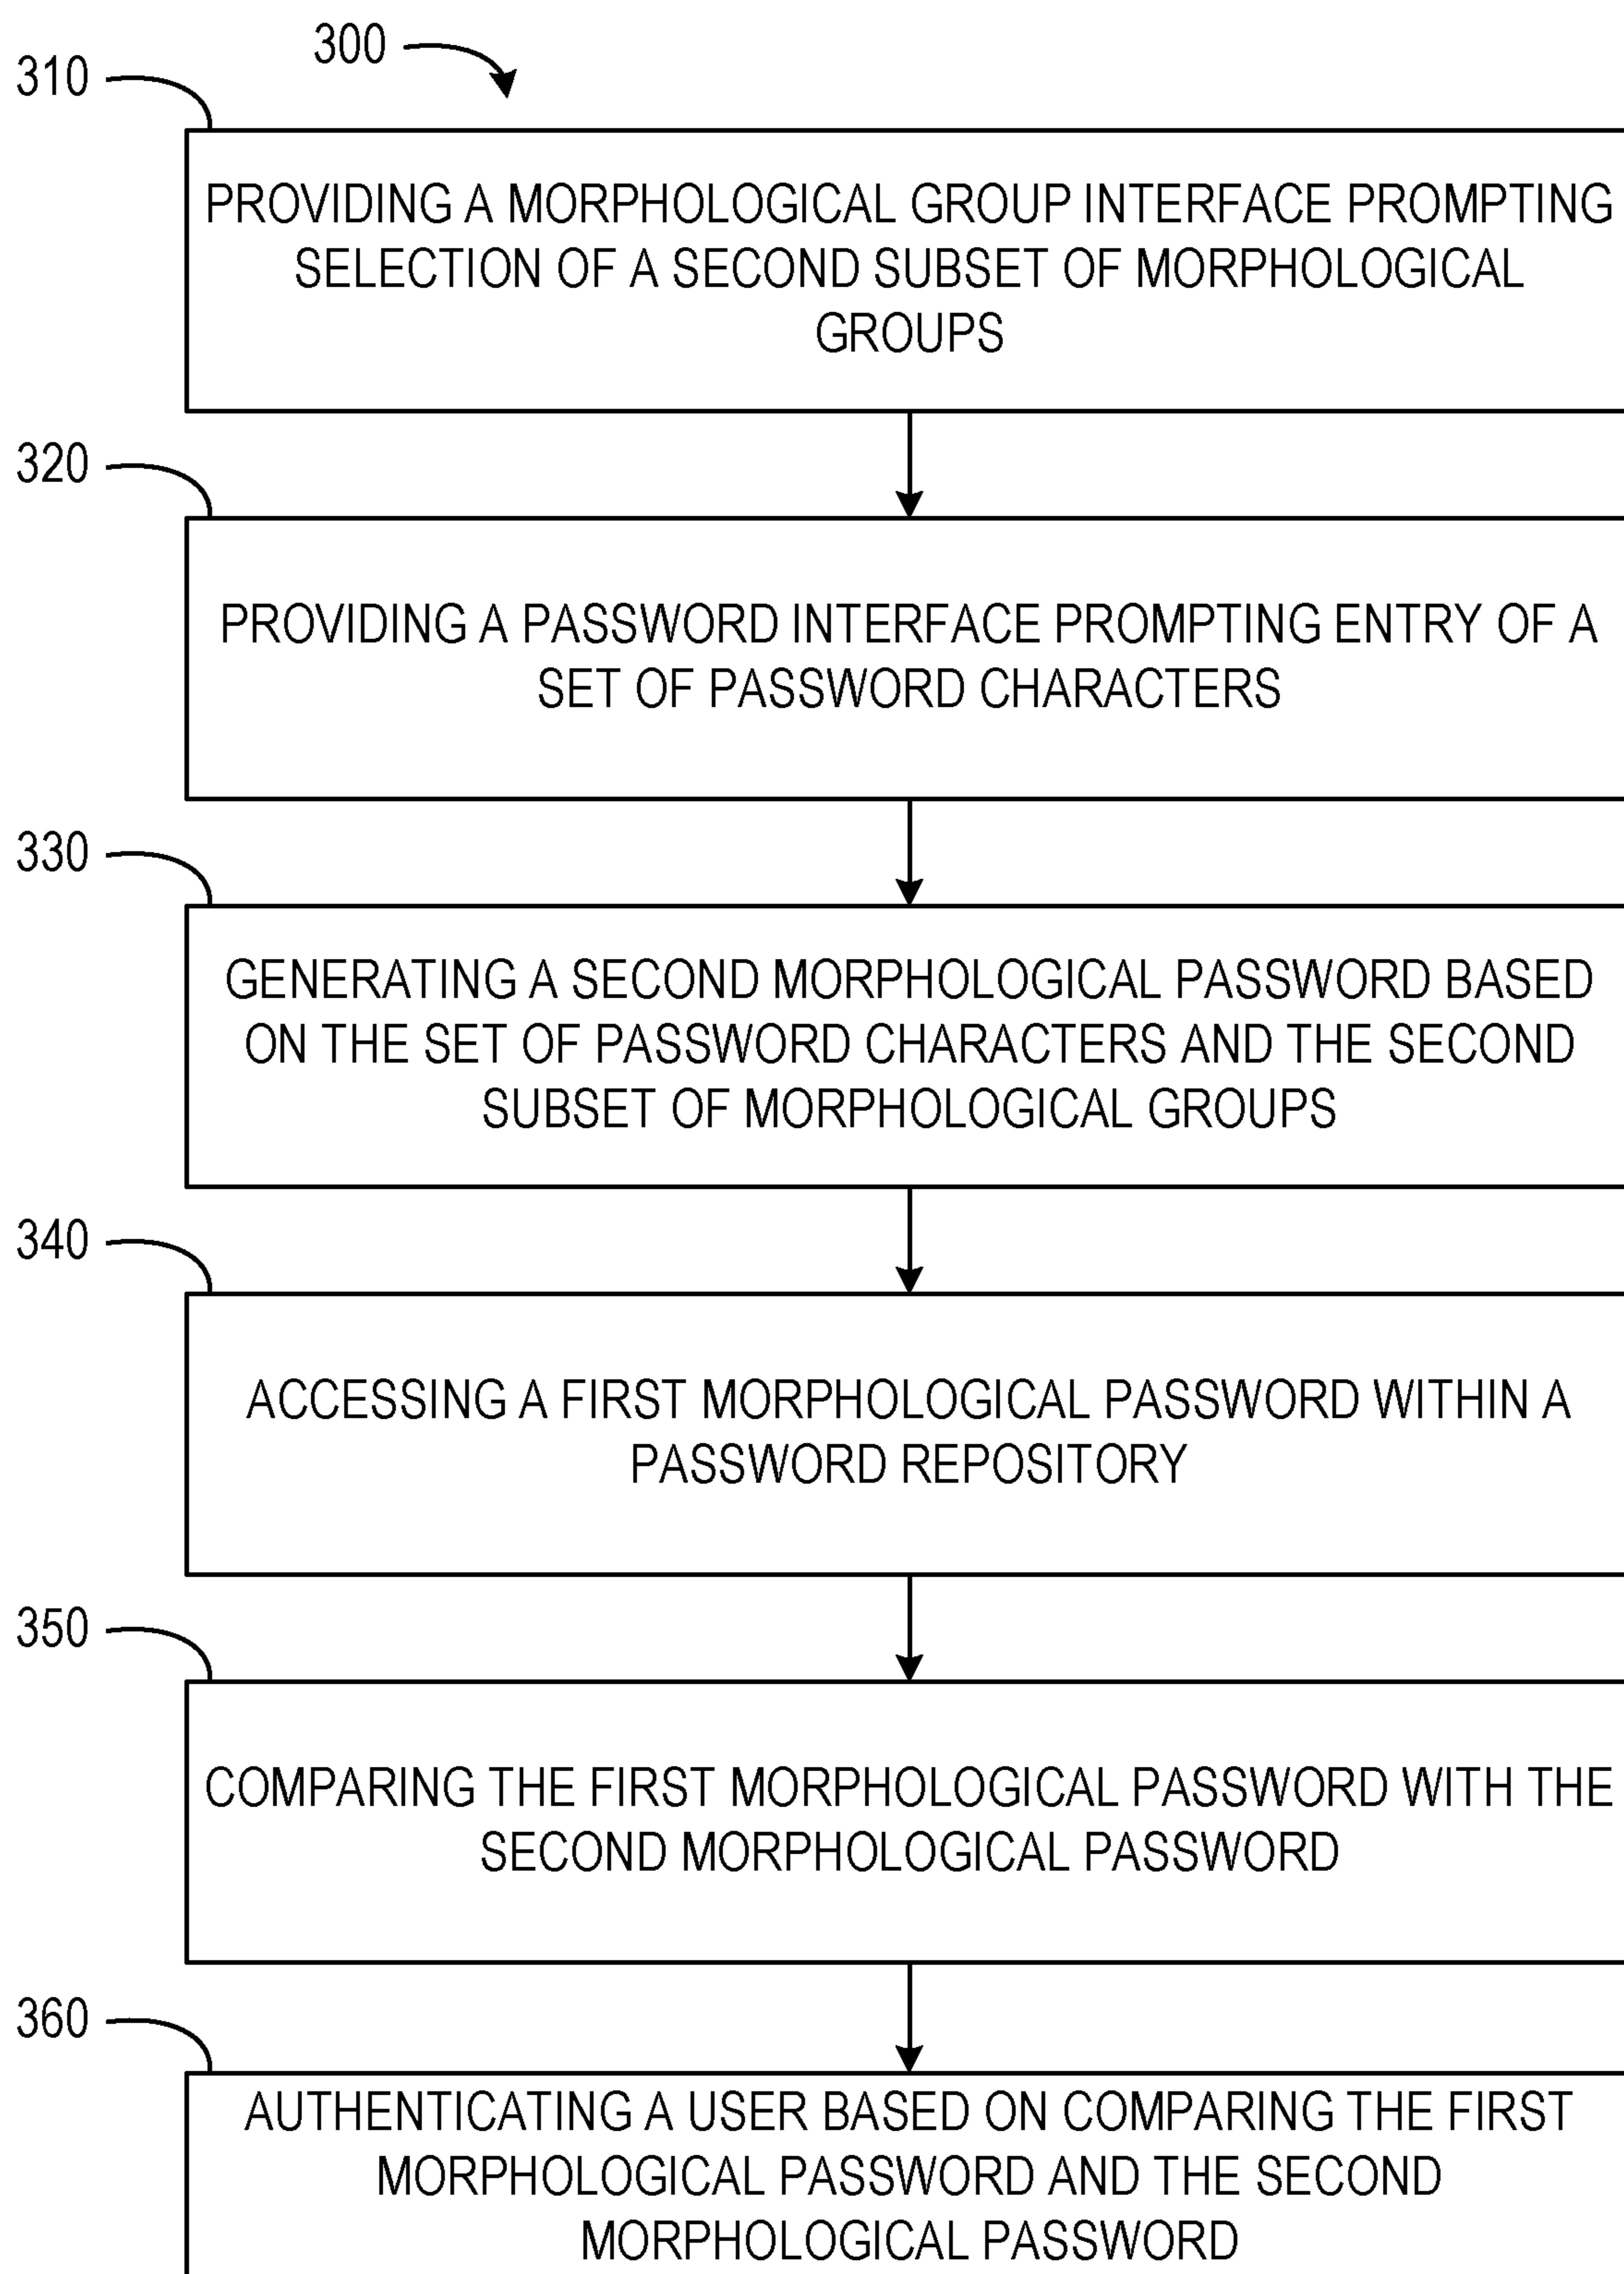 300
310
PROVIDING A MORPHOLOGICAL GROUP INTERFACE PROMPTING
SELECTION OF A SECOND SUBSET OF MORPHOLOGICAL
GROUPS
320
PROVIDING A PASSWORD INTERFACE PROMPTING ENTRY OF A
SET OF PASSWORD CHARACTERS
330
GENERATING A SECOND MORPHOLOGICAL PASSWORD BASED
ON THE SET OF PASSWORD CHARACTERS AND THE SECOND
SUBSET OF MORPHOLOGICAL GROUPS
340
ACCESSING A FIRST MORPHOLOGICAL PASSWORD WITHIN A
PASSWORD REPOSITORY
350
COMPARING THE FIRST MORPHOLOGICAL PASSWORD WITH THE
SECOND MORPHOLOGICAL PASSWORD
360
AUTHENTICATING A USER BASED ON COMPARING THE FIRST
MORPHOLOGICAL PASSWORD AND THE SECOND
MORPHOLOGICAL PASSWORD